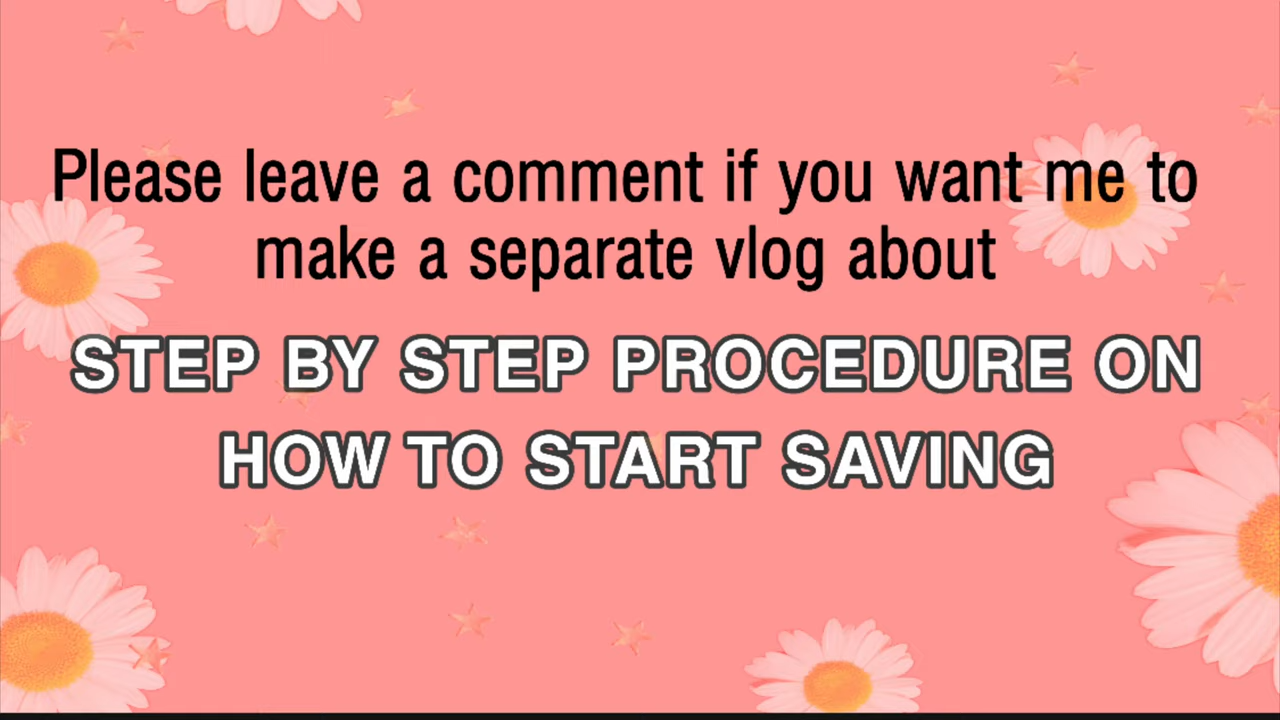 Please leave a comment if you want me to
make a separate vlog about
STEP BY STEP PROCEDURE ON
HOW TO START SAVING